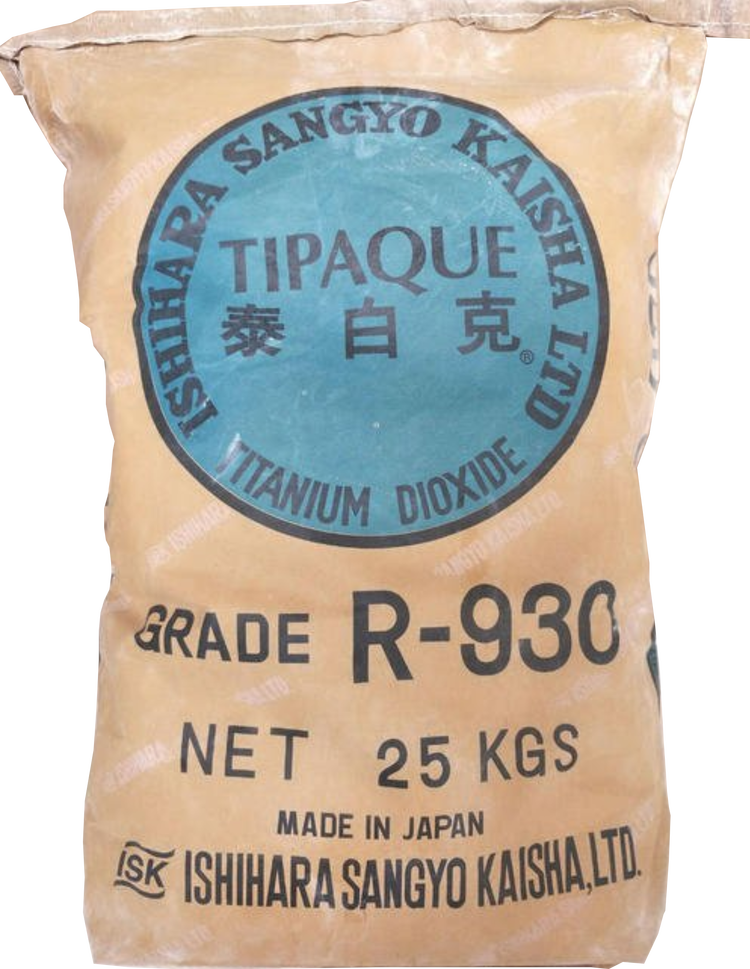 ISHIHARA SANGYO KAISHA LTD
TIPAQUE
泰白克®
TITANIUM DIOXIDE
GRADE R-930
NET 25 KGS
MADE IN JAPAN
ISK ISHIHARA SANGYO KAISHA, LTD.